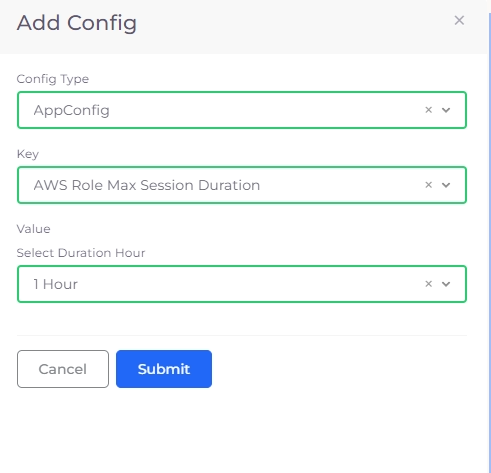 Add Config
×
Config Type
AppConfig
×
Key
AWS Role Max Session Duration
×
Value
Select Duration Hour
1 Hour
×
Cancel
Submit